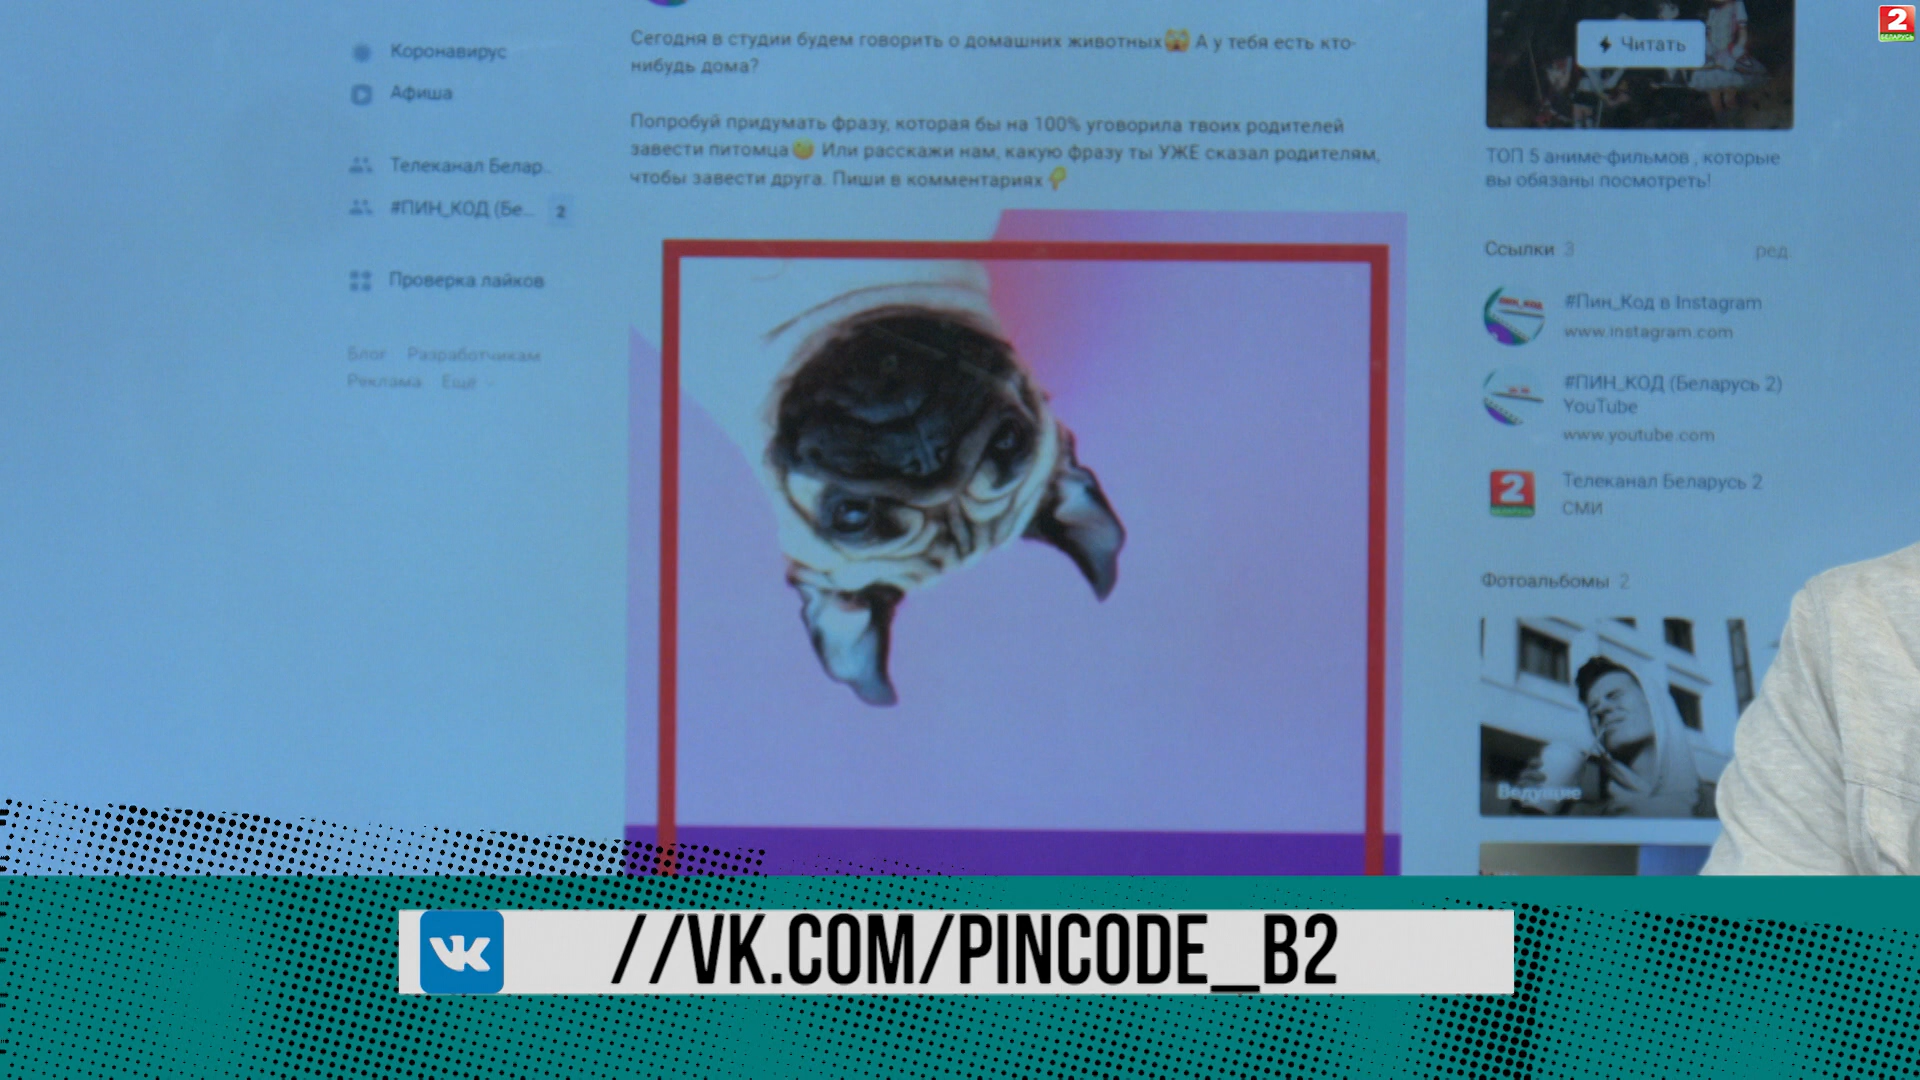 Коронавирус
Афиша
Телеканал Белар..
#ПИН_КОД (Бе... 2
Проверка лайков
Блог Разработчикам
Реклама Ещё
Сегодня в студии будем говорить о домашних животных🙀 А у тебя есть кто-
нибудь дома?
Попробуй придумать фразу, которая бы на 100% уговорила твоих родителей
завести питомца Или расскажи нам, какую фразу ты УЖЕ сказал родителям,
чтобы завести друга. Пиши в комментариях👇
Читать
ТОП 5 аниме-фильмов , которые
вы обязаны посмотреть!
Ссылки 3 ред.
#Пин_Код в Instagram
www.instagram.com
#ПИН_КОД (Беларусь 2)
YouTube
www.youtube.com
2
Телеканал Беларусь 2
СМИ
Фотоальбомы 2
Ведущие
2
БЕЛАРУСЬ
VK //VK.COM/PINCODE_B2